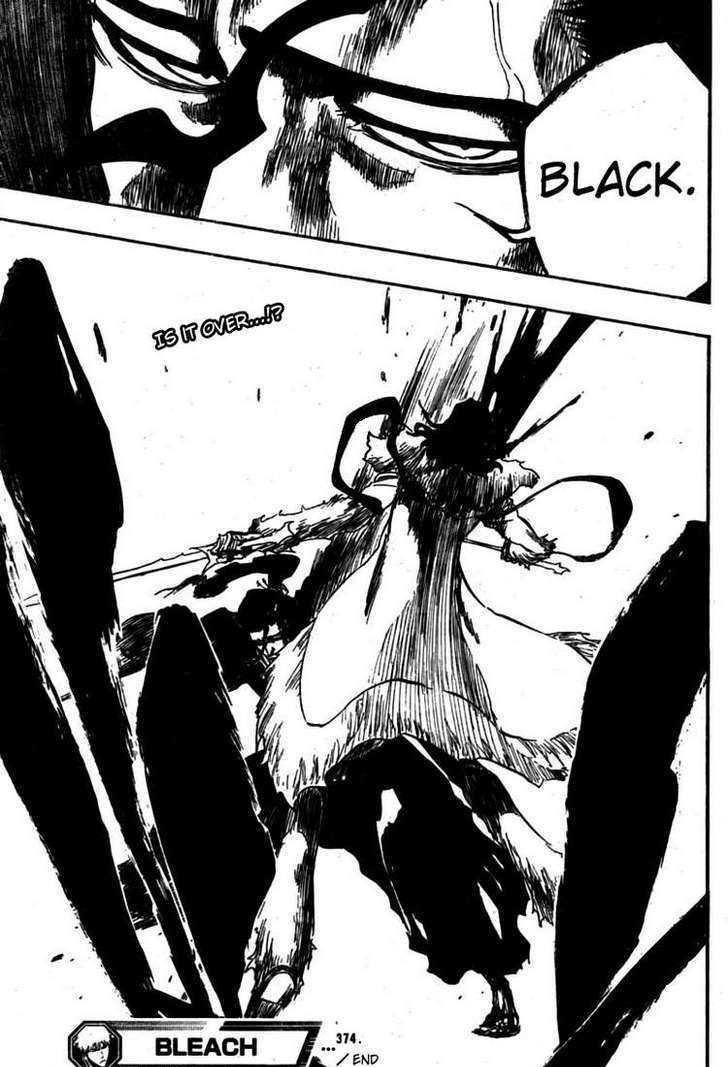 BLACK.
IS IT OVER...!?
BLEACH
...374.
/ END